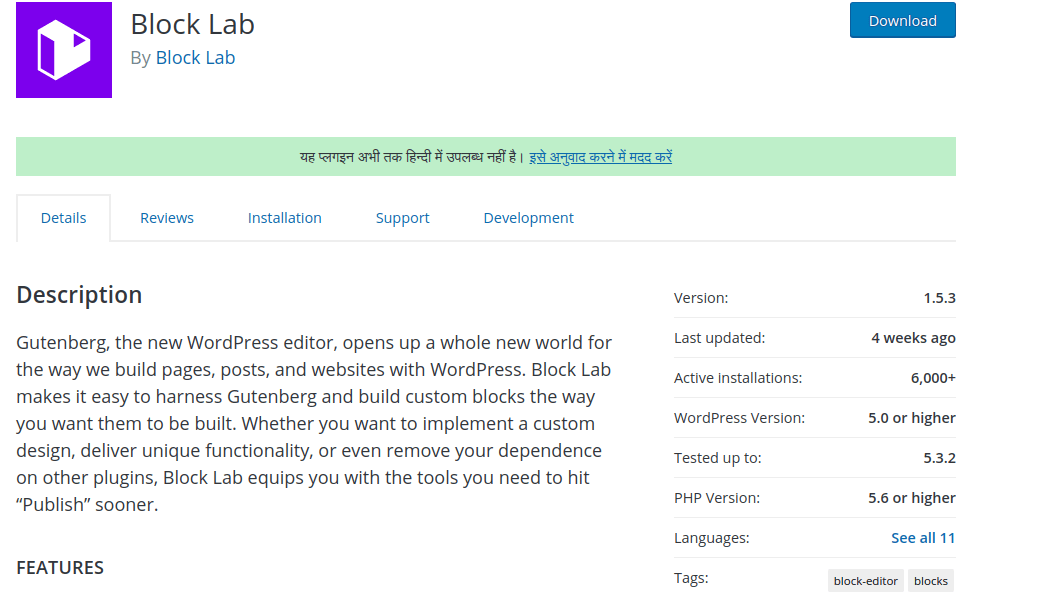 Block Lab
By Block Lab
Download
यह प्लगइन अभी तक हिन्दी में उपलब्ध नहीं है। इसे अनुवाद करने में मदद करें
Details
Reviews
Installation
Support
Development
Description
Gutenberg, the new WordPress editor, opens up a whole new world for
the way we build pages, posts, and websites with WordPress. Block Lab
makes it easy to harness Gutenberg and build custom blocks the way
you want them to be built. Whether you want to implement a custom
design, deliver unique functionality, or even remove your dependence
on other plugins, Block Lab equips you with the tools you need to hit
“Publish” sooner.
FEATURES
Version: 1.5.3
Last updated: 4 weeks ago
Active installations: 6,000+
WordPress Version: 5.0 or higher
Tested up to: 5.3.2
PHP Version: 5.6 or higher
Languages: See all 11
Tags: block-editor blocks